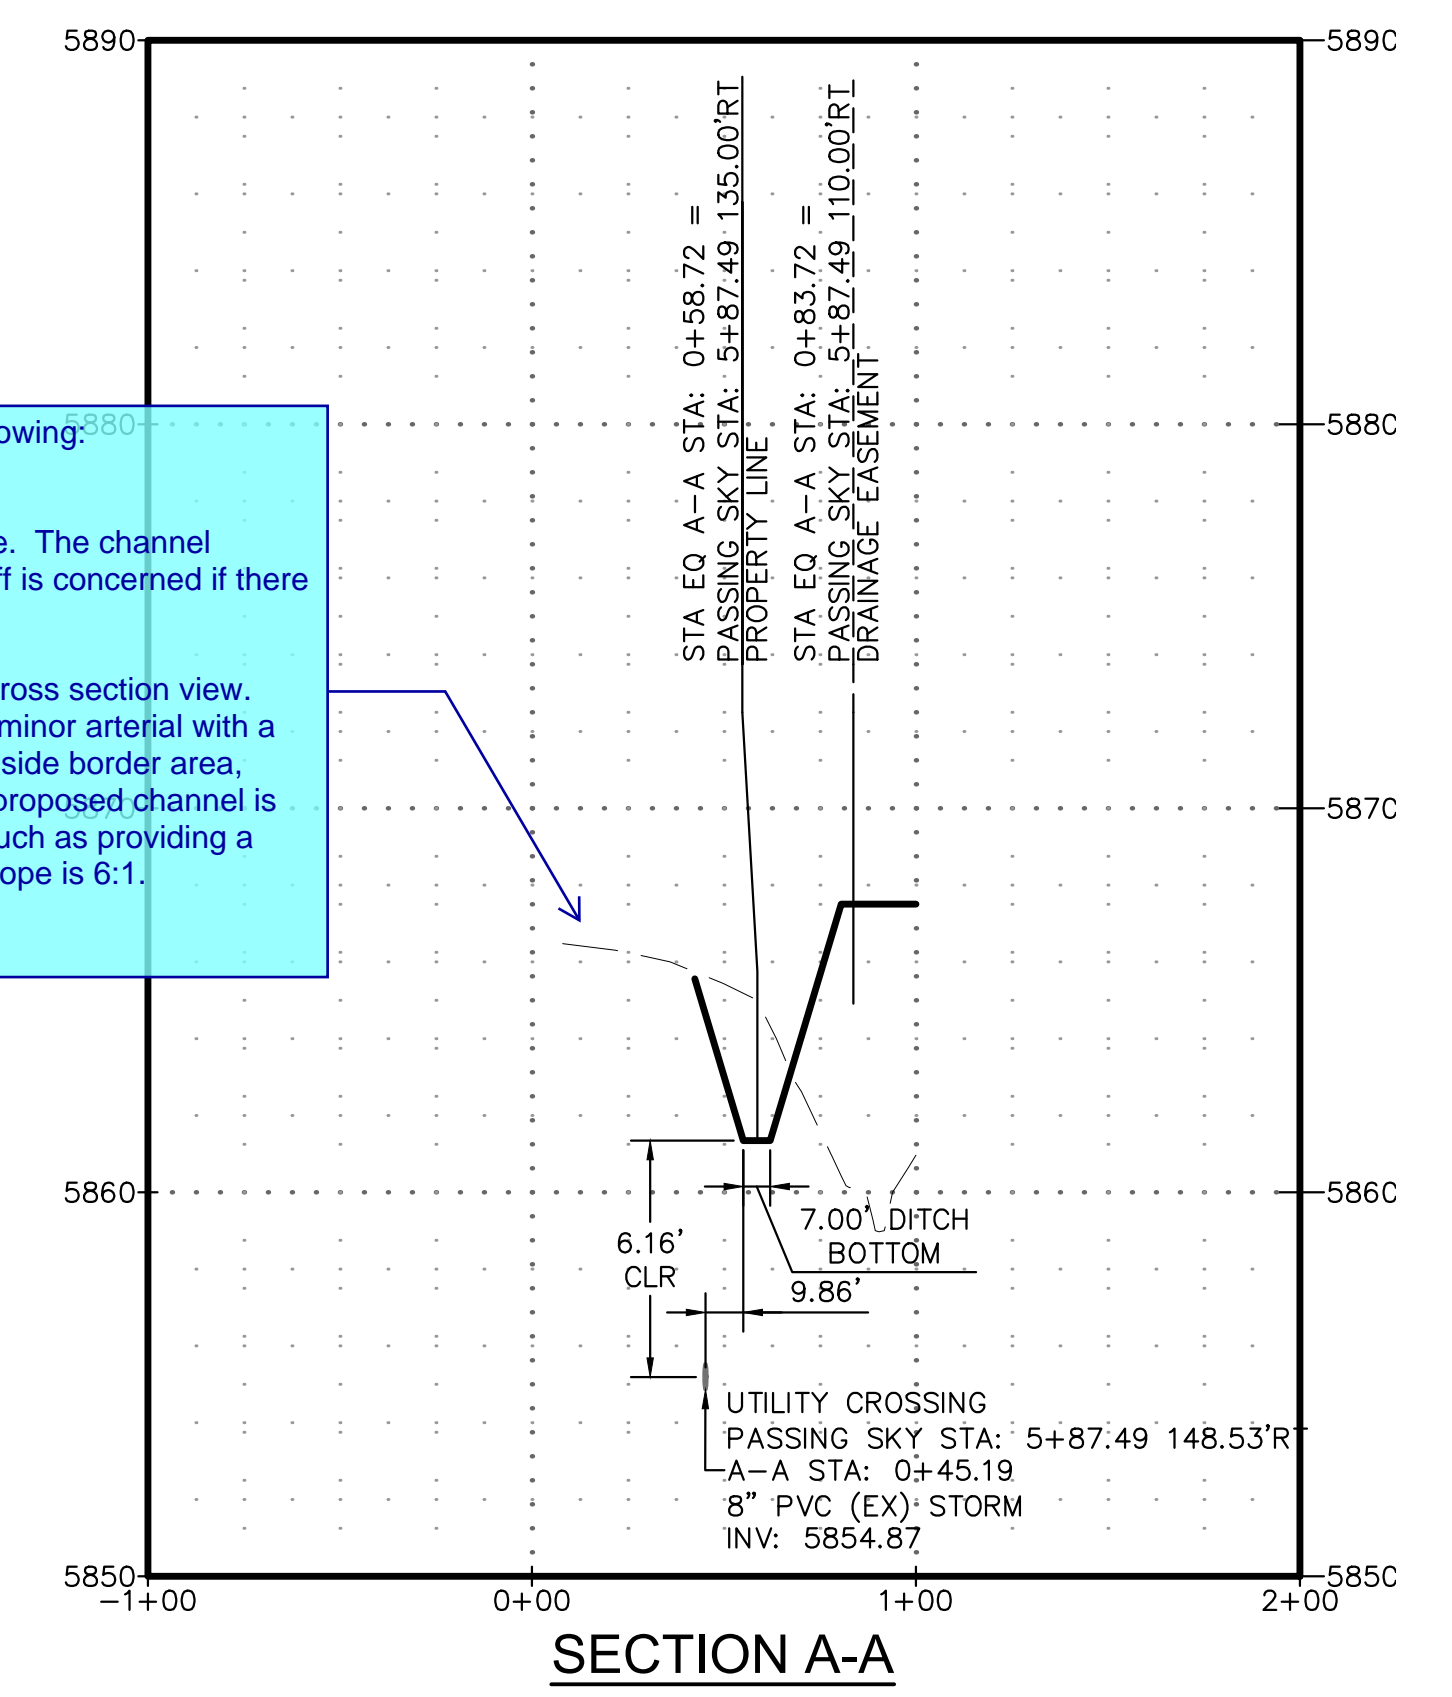 5890
5890
STA EQ A-A STA: 0+58.72 =
PASSING SKY STA: 5+87.49 135.00'RT
PROPERTY LINE
STA EQ A-A STA: 0+83.72 =
PASSING SKY STA: 5+87.49 110.00'RT
DRAINAGE EASEMENT
5880
5880
owing:
e. The channel
ff is concerned if there
ross section view.
minor arterial with a
side border area,
proposed channel is
uch as providing a
ope is 6:1.
5870
5870
5860
5860
7.00' DITCH
BOTTOM
6.16'
CLR
9.86'
UTILITY CROSSING
PASSING SKY STA: 5+87.49 148.53'R
A-A STA: 0+45.19
8" PVC (EX) STORM
INV: 5854.87
5850
5850
-1+00
0+00
1+00
2+00
SECTION A-A